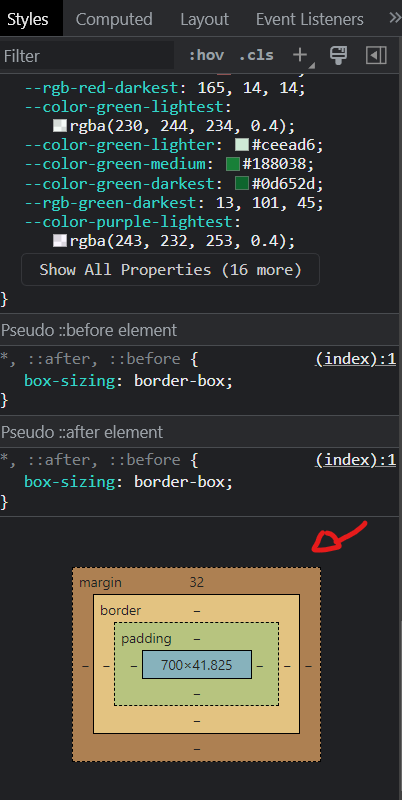 Styles Computed Layout Event Listeners »
Filter :hov .cls +
--rgb-red-darkest: 165, 14, 14;
--color-green-lightest:
rgba(230, 244, 234, 0.4);
--color-green-lighter: #ceead6;
--color-green-medium: #188038;
--color-green-darkest: #0d652d;
--rgb-green-darkest: 13, 101, 45;
--color-purple-lightest:
rgba(243, 232, 253, 0.4);
Show All Properties (16 more)
}
Pseudo ::before element
*, ::after, ::before { (index):1
box-sizing: border-box;
}
Pseudo ::after element
*, ::after, ::before { (index):1
box-sizing: border-box;
}
margin 32
border –
padding –
– – – 700×41.825 – – –
–
–
–